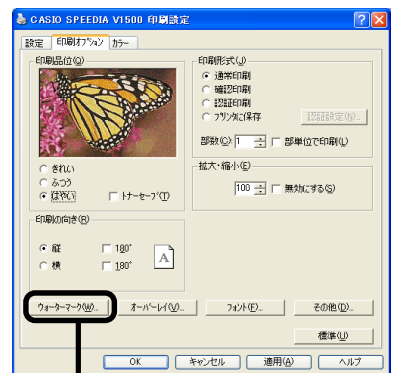 CASIO SPEEDIA V1500 印刷設定
設定 印刷オプション カラー
印刷品位(Q)
きれい
ふつう
はやい トナーセーブ(T)
印刷の向き(R)
縦 180°
横 180°
A
印刷形式(J)
通常印刷
確認印刷
認証印刷
プリンタに保存 認証設定(N)...
部数(C) 1 部単位で印刷(L)
拡大・縮小(E)
100 無効にする(S)
ウォーターマーク(W)... オーバーレイ(V)... フォント(F)... その他(D)...
標準(U)
OK キャンセル 適用(A) ヘルプ